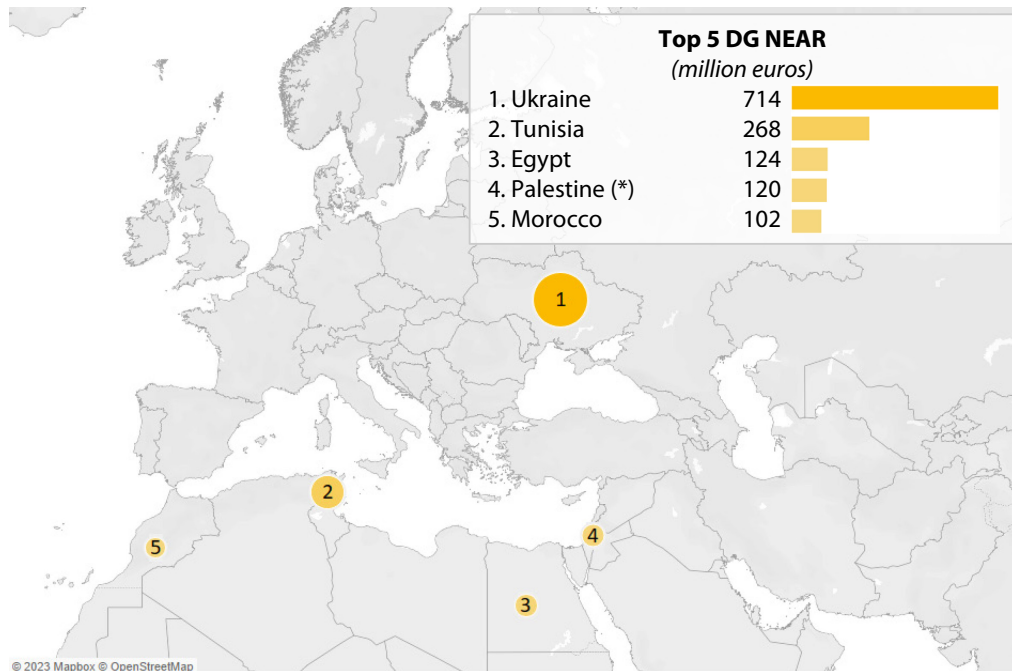 Top 5 DG NEAR
(million euros)
1. Ukraine 714
2. Tunisia 268
3. Egypt 124
4. Palestine (*) 120
5. Morocco 102
1
2
4
5
3
© 2023 Mapbox © OpenStreetMap